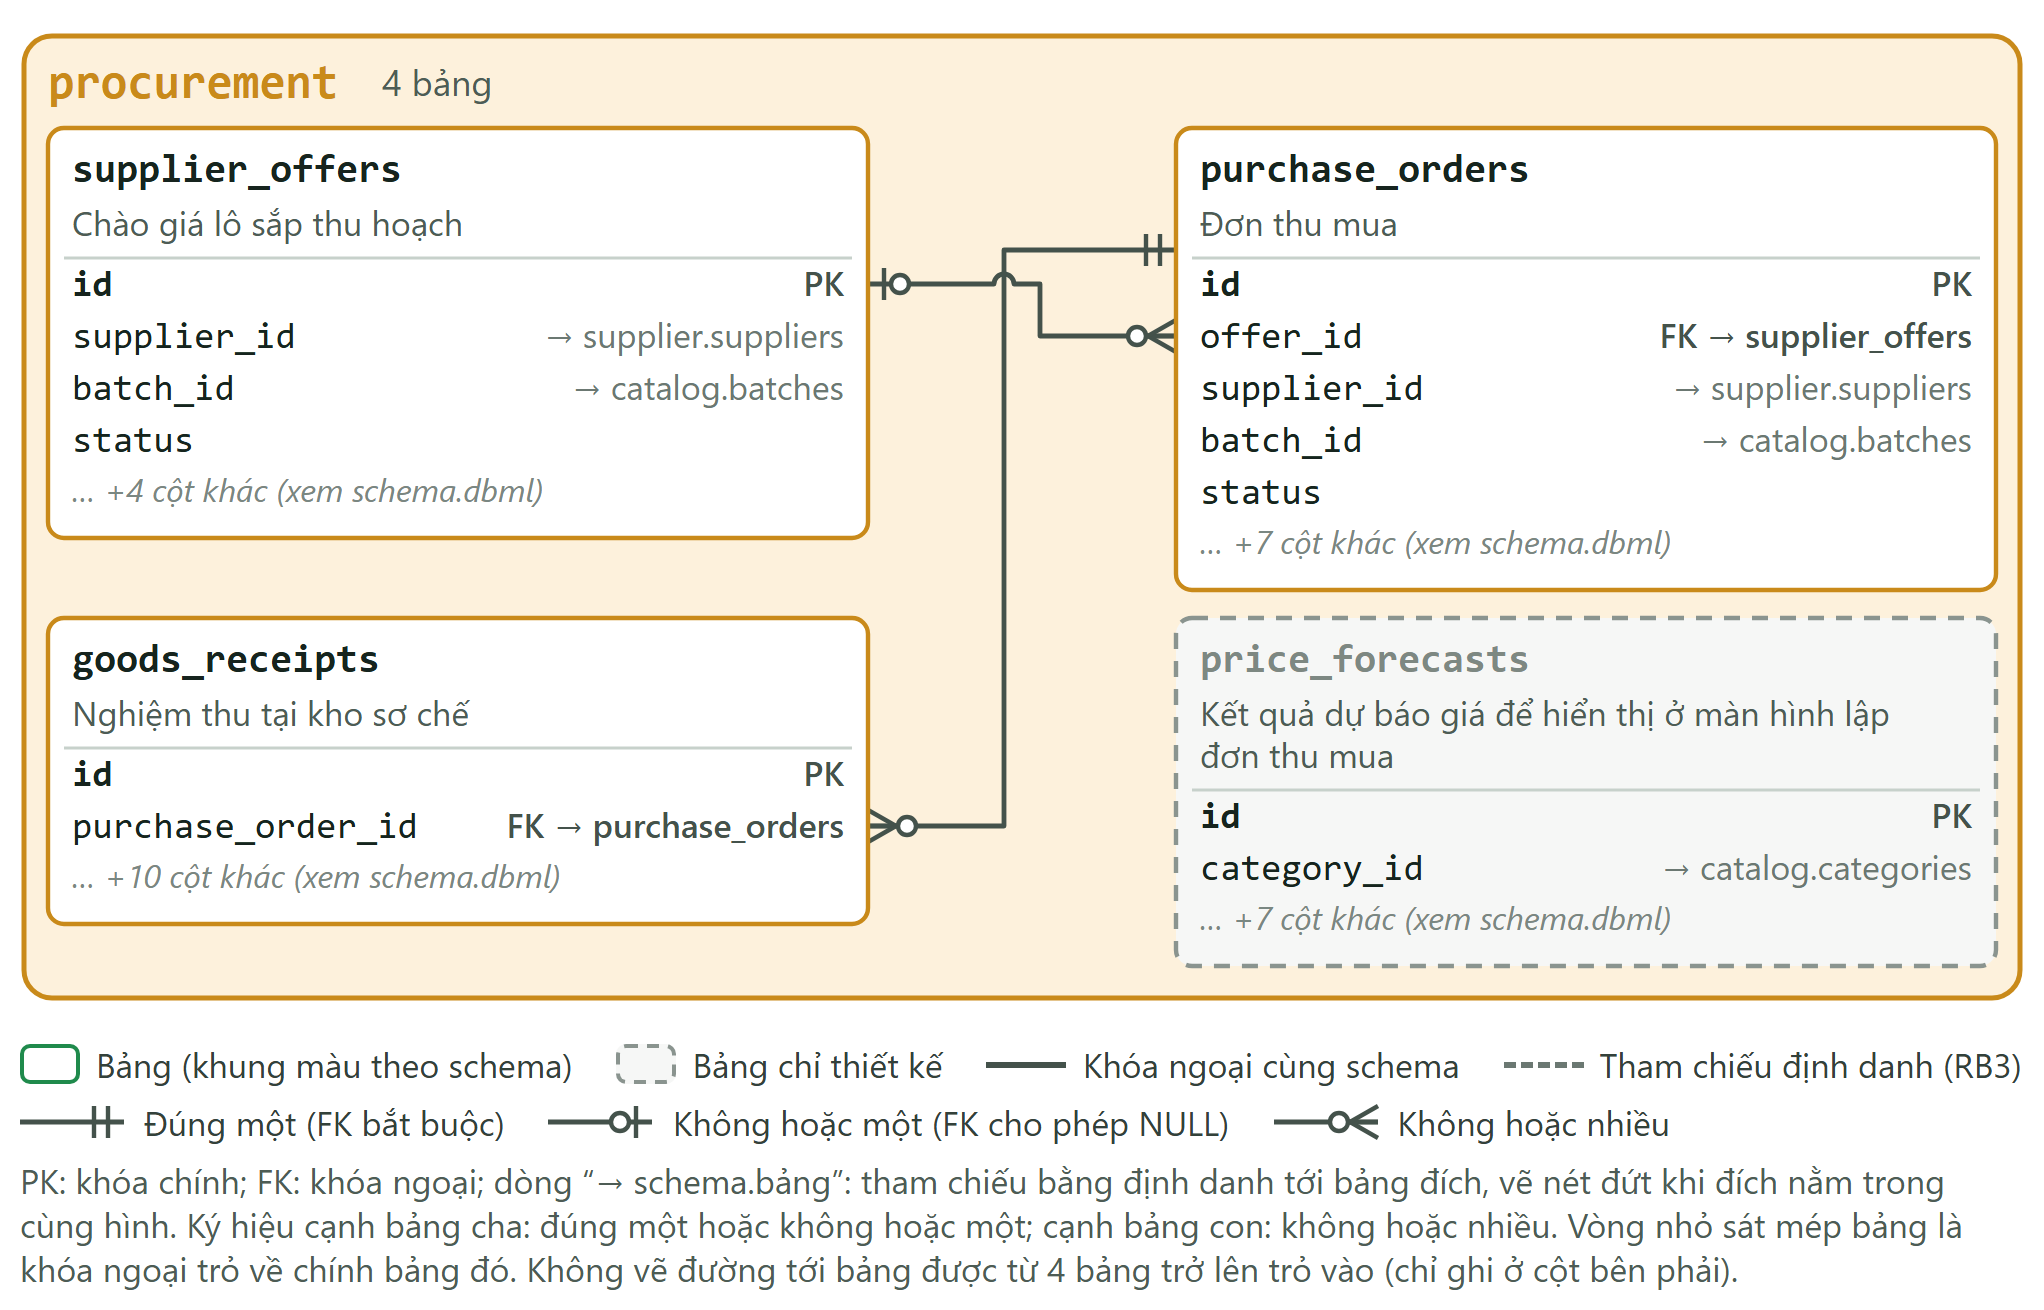 procurement 4 bảng
supplier_offers
Chào giá lô sắp thu hoạch
id PK
supplier_id → supplier.suppliers
batch_id → catalog.batches
status
... +4 cột khác (xem schema.dbml)
purchase_orders
Đơn thu mua
id PK
offer_id FK → supplier_offers
supplier_id → supplier.suppliers
batch_id → catalog.batches
status
... +7 cột khác (xem schema.dbml)
goods_receipts
Nghiệm thu tại kho sơ chế
id PK
purchase_order_id FK → purchase_orders
... +10 cột khác (xem schema.dbml)
price_forecasts
Kết quả dự báo giá để hiển thị ở màn hình lập
đơn thu mua
id PK
category_id → catalog.categories
... +7 cột khác (xem schema.dbml)
Bảng (khung màu theo schema) Bảng chỉ thiết kế Khóa ngoại cùng schema Tham chiếu định danh (RB3)
Đúng một (FK bắt buộc) Không hoặc một (FK cho phép NULL) Không hoặc nhiều
PK: khóa chính; FK: khóa ngoại; dòng “→ schema.bảng”: tham chiếu bằng định danh tới bảng đích, vẽ nét đứt khi đích nằm trong
cùng hình. Ký hiệu cạnh bảng cha: đúng một hoặc không hoặc một; cạnh bảng con: không hoặc nhiều. Vòng nhỏ sát mép bảng là
khóa ngoại trỏ về chính bảng đó. Không vẽ đường tới bảng được từ 4 bảng trở lên trỏ vào (chỉ ghi ở cột bên phải).